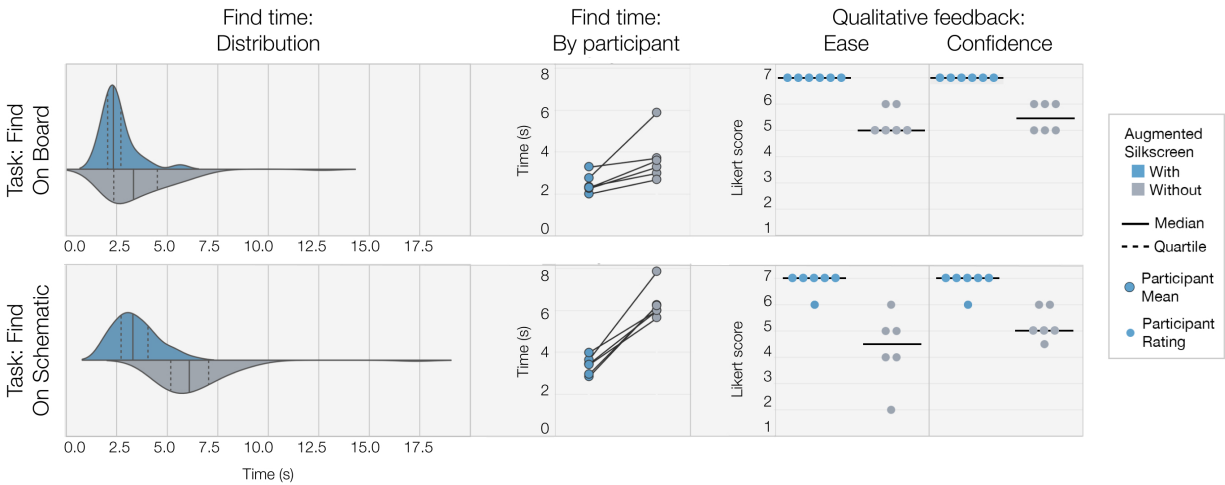 Find time:
Distribution
Find time:
By participant
Qualitative feedback:
Ease
Confidence
Task: Find
On Board
0.0 2.5 5.0 7.5 10.0 12.5 15.0 17.5
Time (s)
8
6
4
2
0
Likert score
7
6
5
4
3
2
1
Task: Find
On Schematic
0.0 2.5 5.0 7.5 10.0 12.5 15.0 17.5
Time (s)
Time (s)
8
6
4
2
0
Likert score
7
6
5
4
3
2
1
Augmented
Silkscreen
With
Without
Median
Quartile
Participant
Mean
Participant
Rating